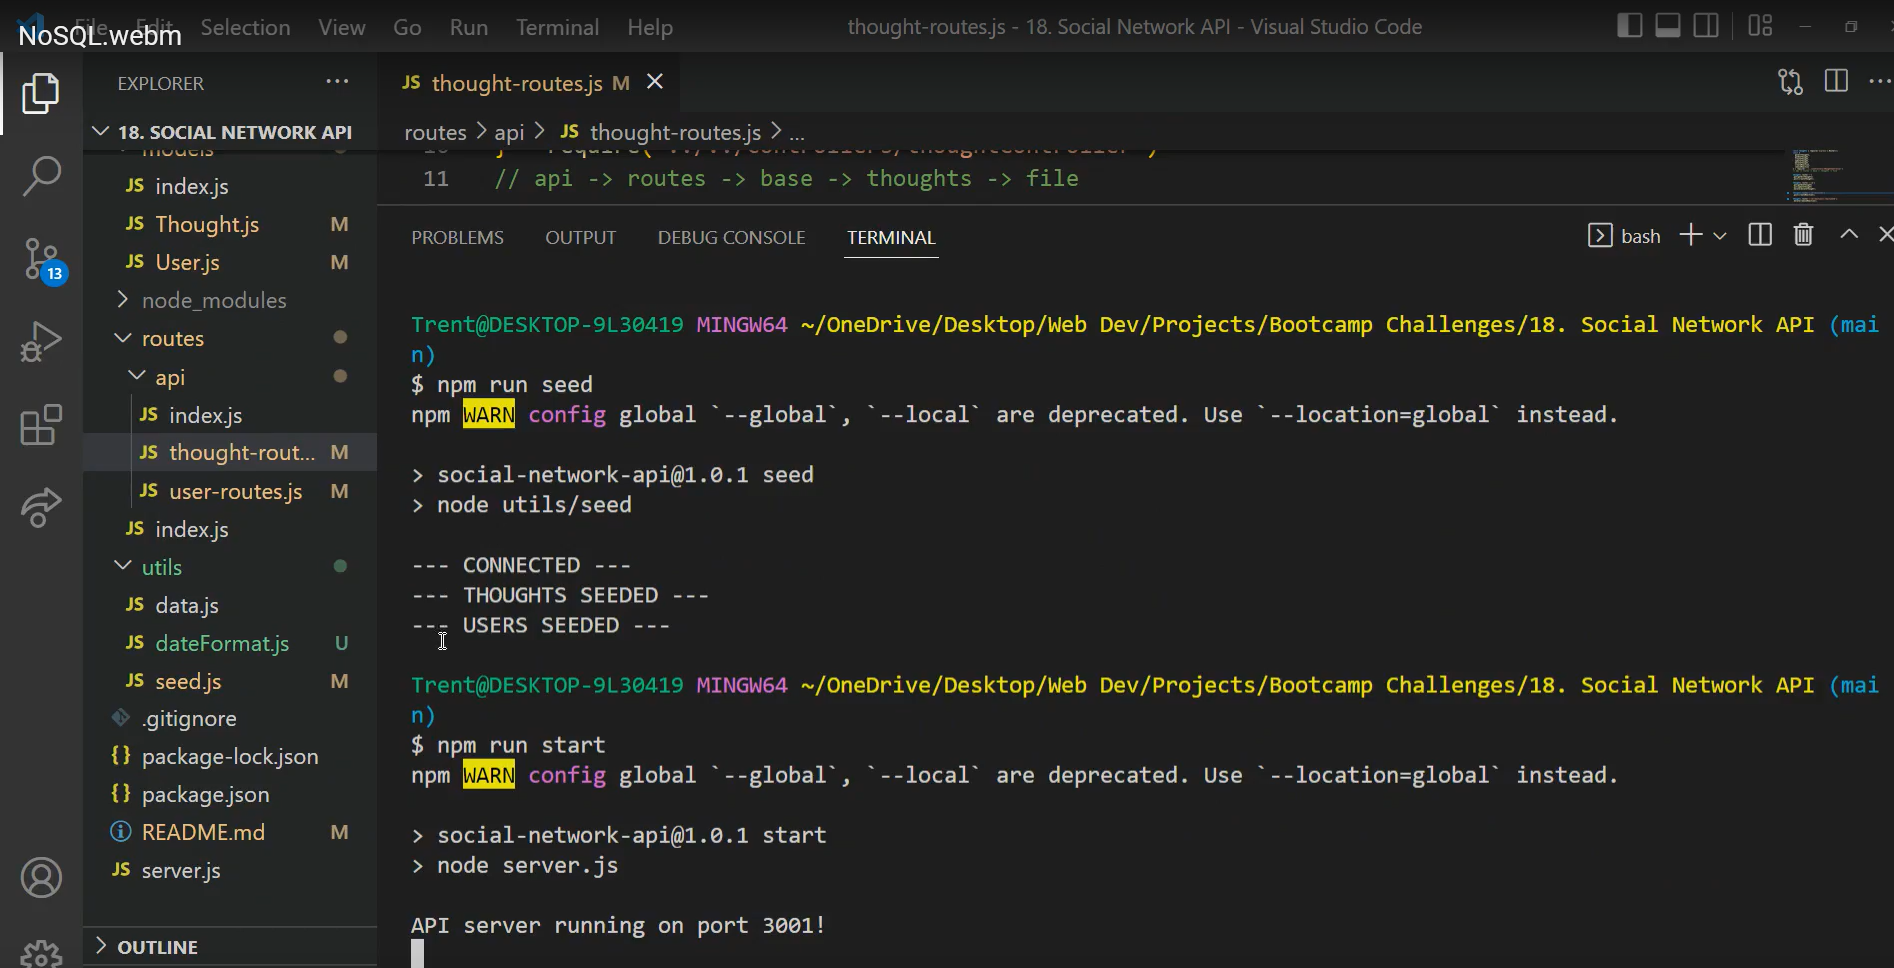 NoSQL.webm
File Edit Selection View Go Run Terminal Help
thought-routes.js - 18. Social Network API - Visual Studio Code
EXPLORER
JS thought-routes.js M
18. SOCIAL NETWORK API
routes > api > JS thought-routes.js > ...
models
JS index.js
JS Thought.js M
JS User.js M
node_modules
routes
api
JS index.js
JS thought-rout... M
JS user-routes.js M
JS index.js
utils
JS data.js
JS dateFormat.js U
JS seed.js M
.gitignore
{} package-lock.json
{} package.json
README.md M
JS server.js
OUTLINE
13
10 } = require('../../controllers/thoughtController')
11 // api -> routes -> base -> thoughts -> file
PROBLEMS OUTPUT DEBUG CONSOLE TERMINAL
bash
Trent@DESKTOP-9L30419 MINGW64 ~/OneDrive/Desktop/Web Dev/Projects/Bootcamp Challenges/18. Social Network API (mai
n)
$ npm run seed
npm WARN config global `--global`, `--local` are deprecated. Use `--location=global` instead.
> social-network-api@1.0.1 seed
> node utils/seed
--- CONNECTED ---
--- THOUGHTS SEEDED ---
--- USERS SEEDED ---
Trent@DESKTOP-9L30419 MINGW64 ~/OneDrive/Desktop/Web Dev/Projects/Bootcamp Challenges/18. Social Network API (mai
n)
$ npm run start
npm WARN config global `--global`, `--local` are deprecated. Use `--location=global` instead.
> social-network-api@1.0.1 start
> node server.js
API server running on port 3001!